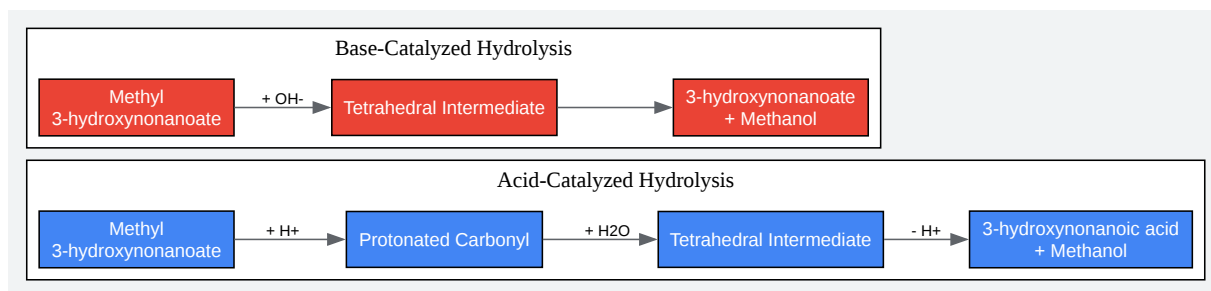 Base-Catalyzed Hydrolysis
Methyl
3-hydroxynonanoate
+ OH-
Tetrahedral Intermediate
3-hydroxynonanoate
+ Methanol
Acid-Catalyzed Hydrolysis
Methyl
3-hydroxynonanoate
+ H+
Protonated Carbonyl
+ H2O
Tetrahedral Intermediate
- H+
3-hydroxynonanoic acid
+ Methanol